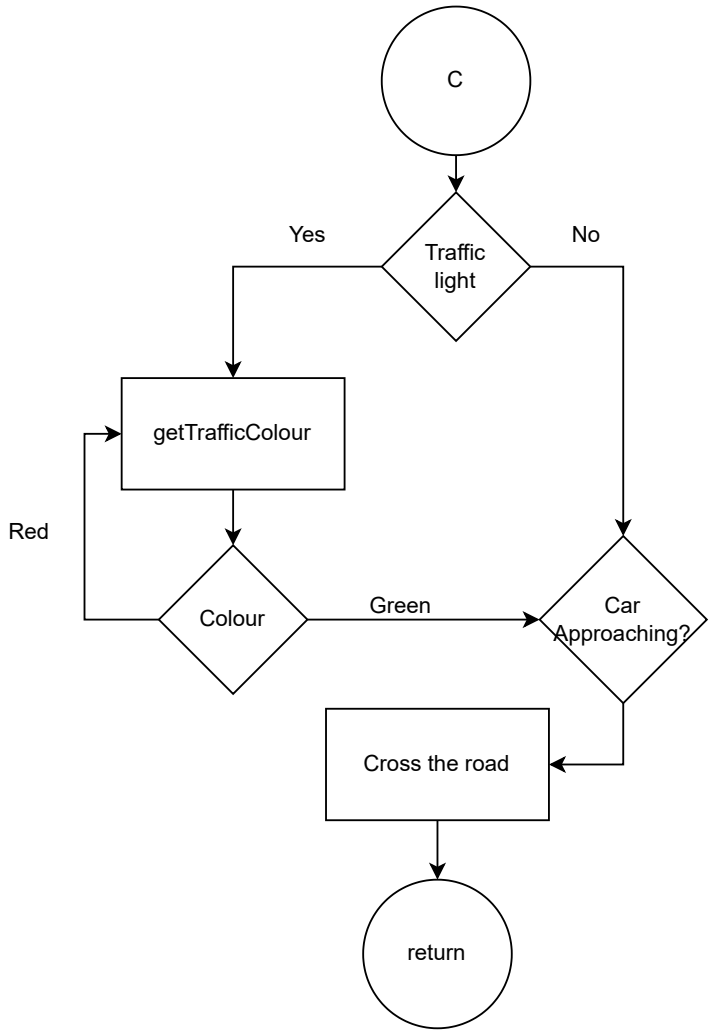 C
Yes
No
Traffic
light
getTrafficColour
Red
Colour
Green
Car
Approaching?
Cross the road
return